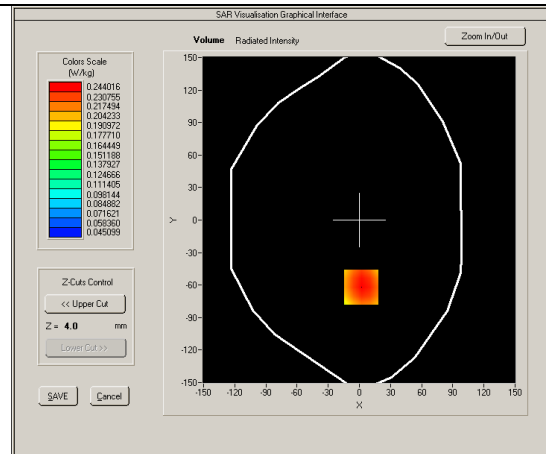 SAR Visualisation Graphical Interface
Volume Radiated Intensity
Zoom In/Out
Colors Scale
(W/kg)
0.244016
0.230755
0.217494
0.204233
0.190972
0.177710
0.164449
0.151188
0.137927
0.124666
0.111405
0.098144
0.084882
0.071621
0.058360
0.045099
Z-Cuts Control
<< Upper Cut
Z = 4.0 mm
Lower Cut >>
SAVE Cancel
150
120
90
60
30
0
-30
-60
-90
-120
-150
Y
-150 -120 -90 -60 -30 0 30 60 90 120 150
X